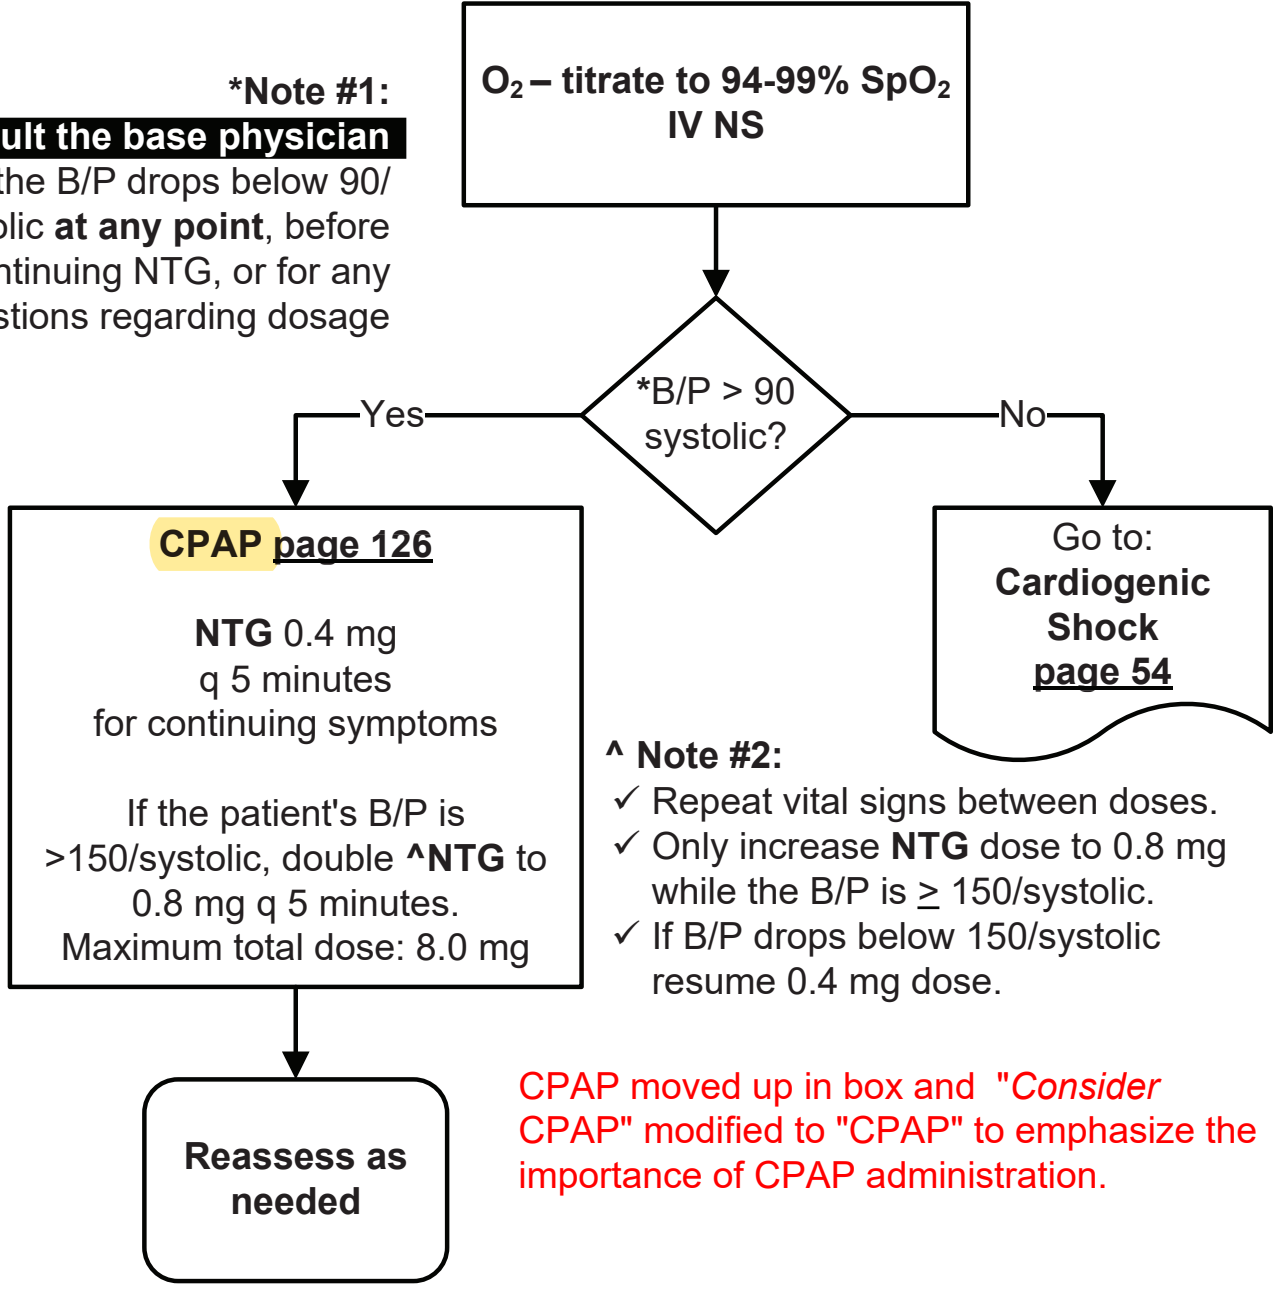 O₂ – titrate to 94-99% SpO₂
IV NS
*Note #1:
the base physician
the B/P drops below 90/
at any point, before
NTG, or for any
regarding dosage
*B/P > 90
systolic?
Yes
No
CPAP page 126
NTG 0.4 mg
q 5 minutes
for continuing symptoms
If the patient's B/P is
>150/systolic, double ^NTG to
0.8 mg q 5 minutes.
Maximum total dose: 8.0 mg
Go to:
Cardiogenic
Shock
page 54
^ Note #2:
✓ Repeat vital signs between doses.
✓ Only increase NTG dose to 0.8 mg
while the B/P is ≥ 150/systolic.
✓ If B/P drops below 150/systolic
resume 0.4 mg dose.
Reassess as
needed
CPAP moved up in box and "Consider
CPAP" modified to "CPAP" to emphasize the
importance of CPAP administration.